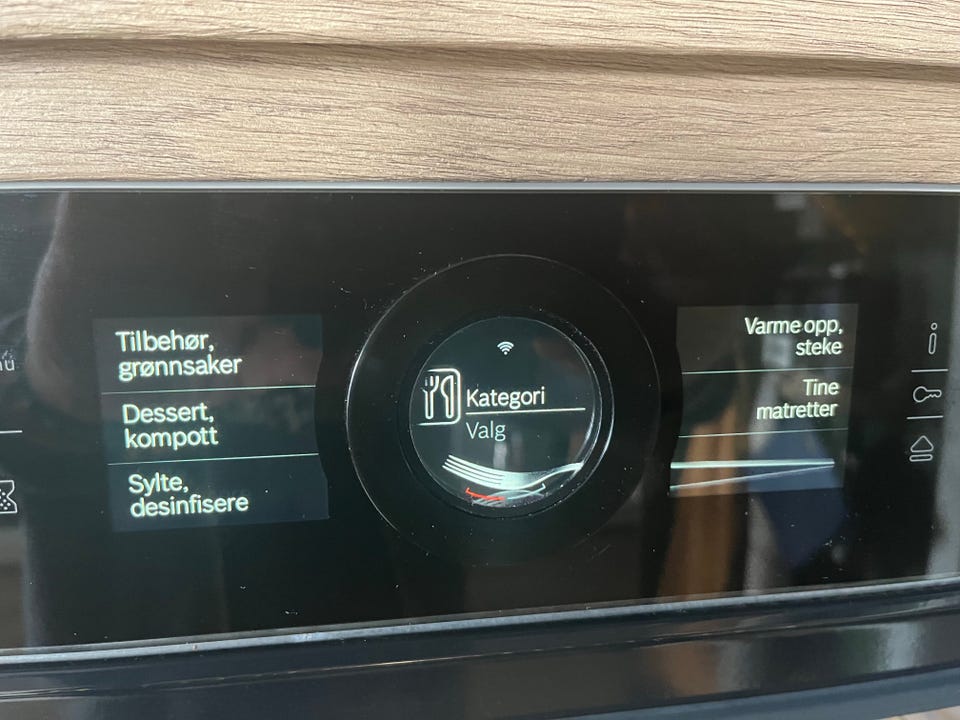 Tilbehør,
grønnsaker
Dessert,
kompott
Sylte,
desinfisere
Kategori
Valg
Varme opp,
steke
Tine
matretter